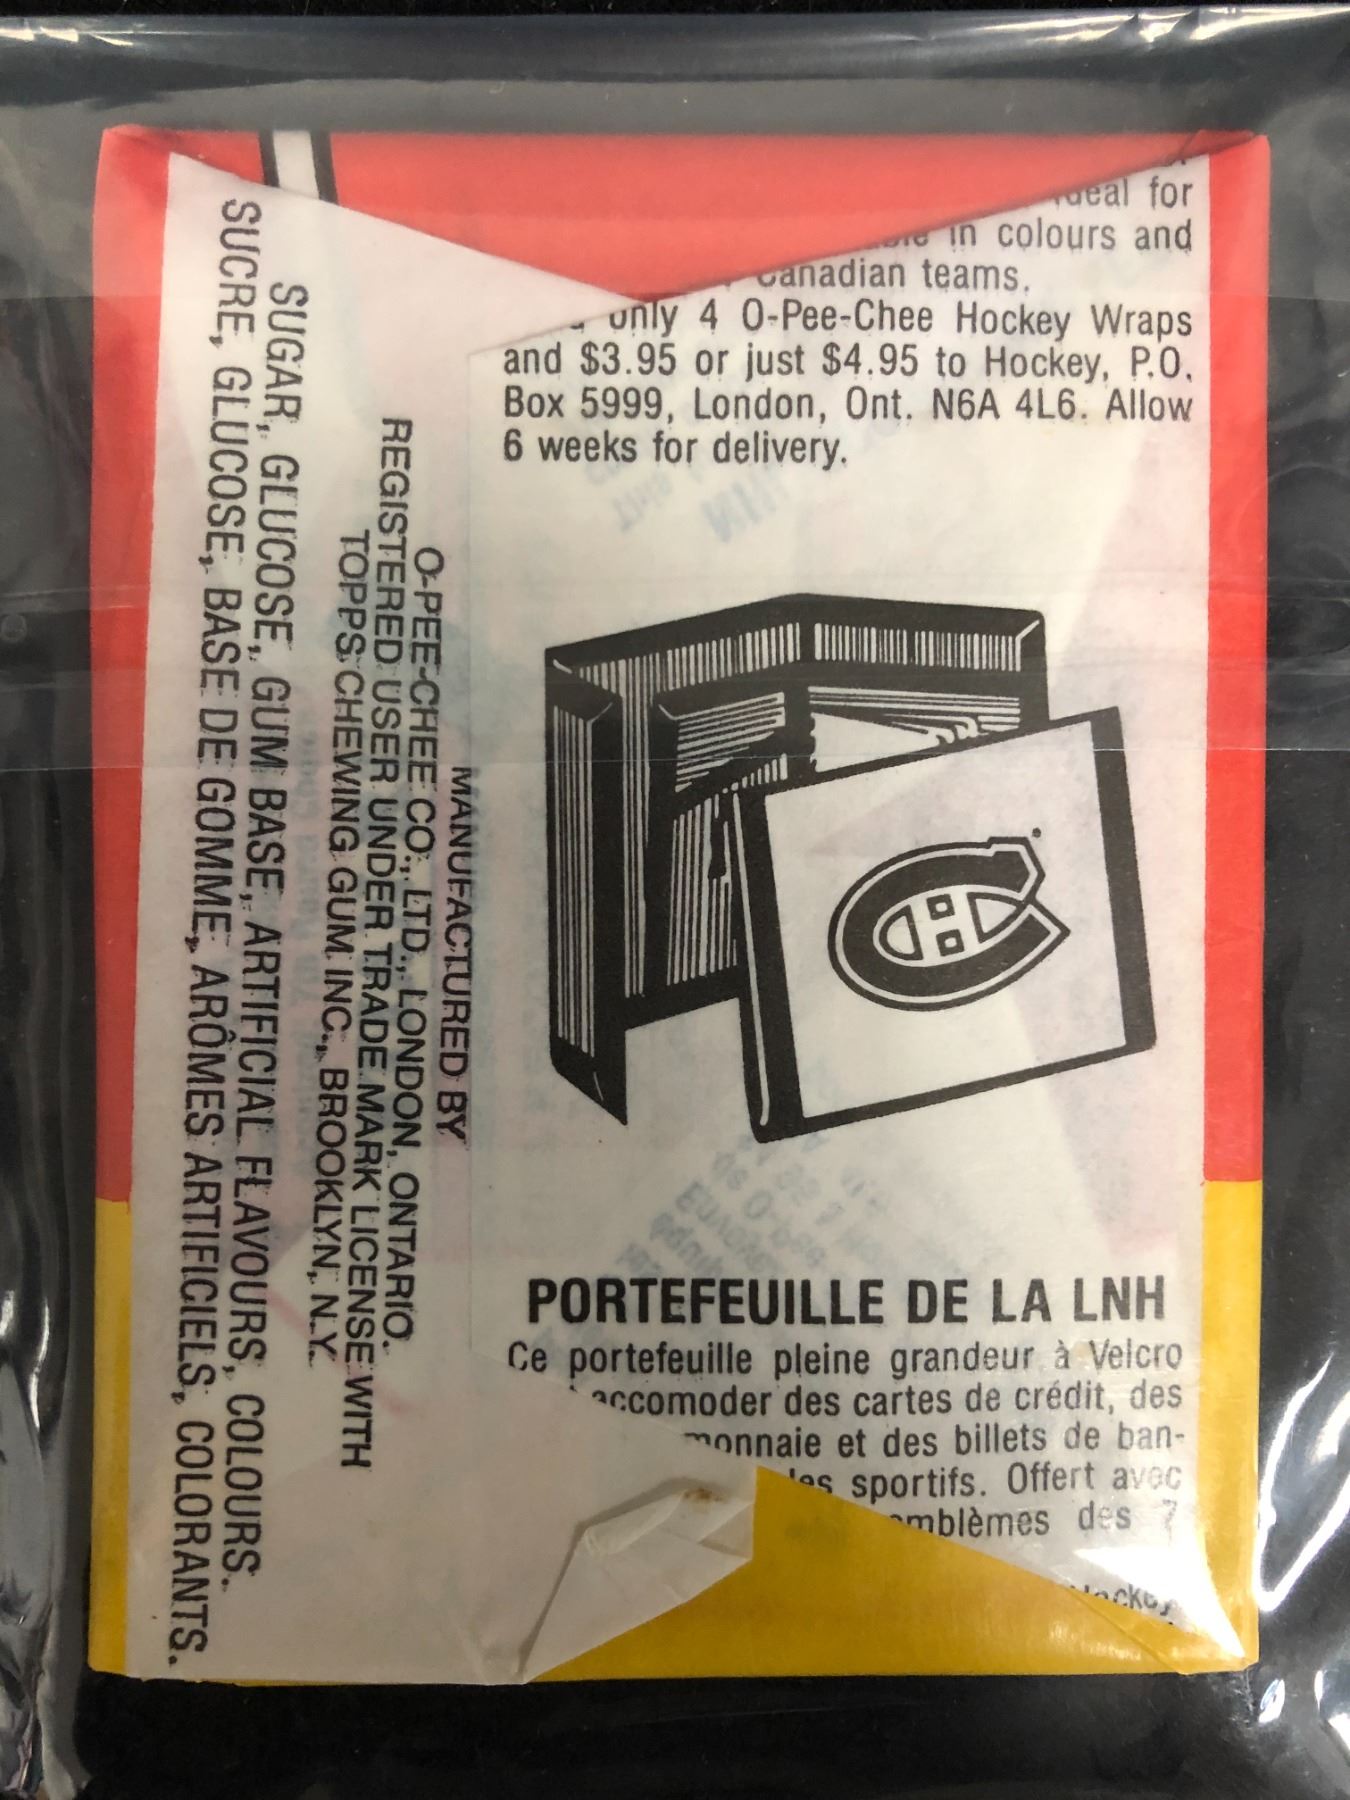 ideal for
in colours and
Canadian teams.
only 4 O-Pee-Chee Hockey Wraps
and $3.95 or just $4.95 to Hockey, P.O.
Box 5999, London, Ont. N6A 4L6. Allow
6 weeks for delivery.
PORTEFEUILLE DE LA LNH
Ce portefeuille pleine grandeur à Velcro
accomoder des cartes de crédit, des
monnaie et des billets de ban-
sportifs. Offert avec
emblèmes des 7
MANUFACTURED BY
O-PEE-CHEE CO., LTD., LONDON, ONTARIO.
REGISTERED USER UNDER TRADE MARK LICENSE WITH
TOPPS CHEWING GUM INC., BROOKLYN, N.Y.
SUGAR, GLUCOSE, GUM BASE, ARTIFICIAL FLAVOURS, COLOURS.
SUCRE, GLUCOSE, BASE DE GOMME, ARÔMES ARTIFICIELS, COLORANTS.